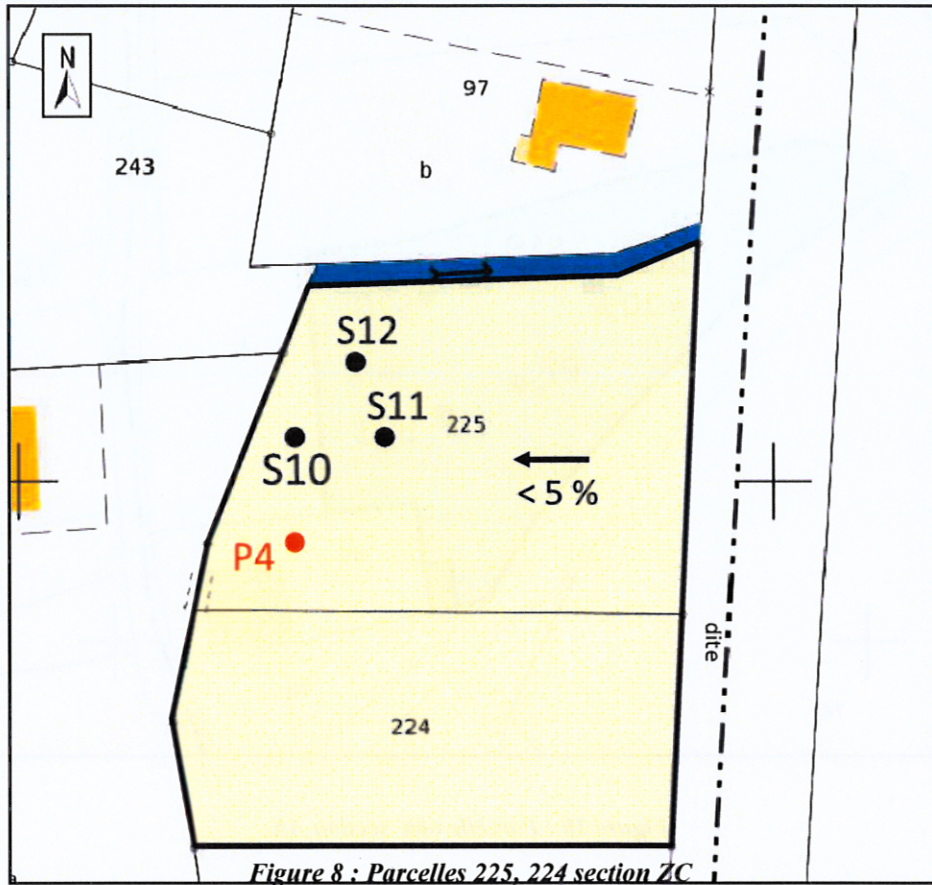 N
97
243
b
S12
S11
225
S10
< 5 %
P4
dite
224
Figure 8 : Parcelles 225, 224 section ZC